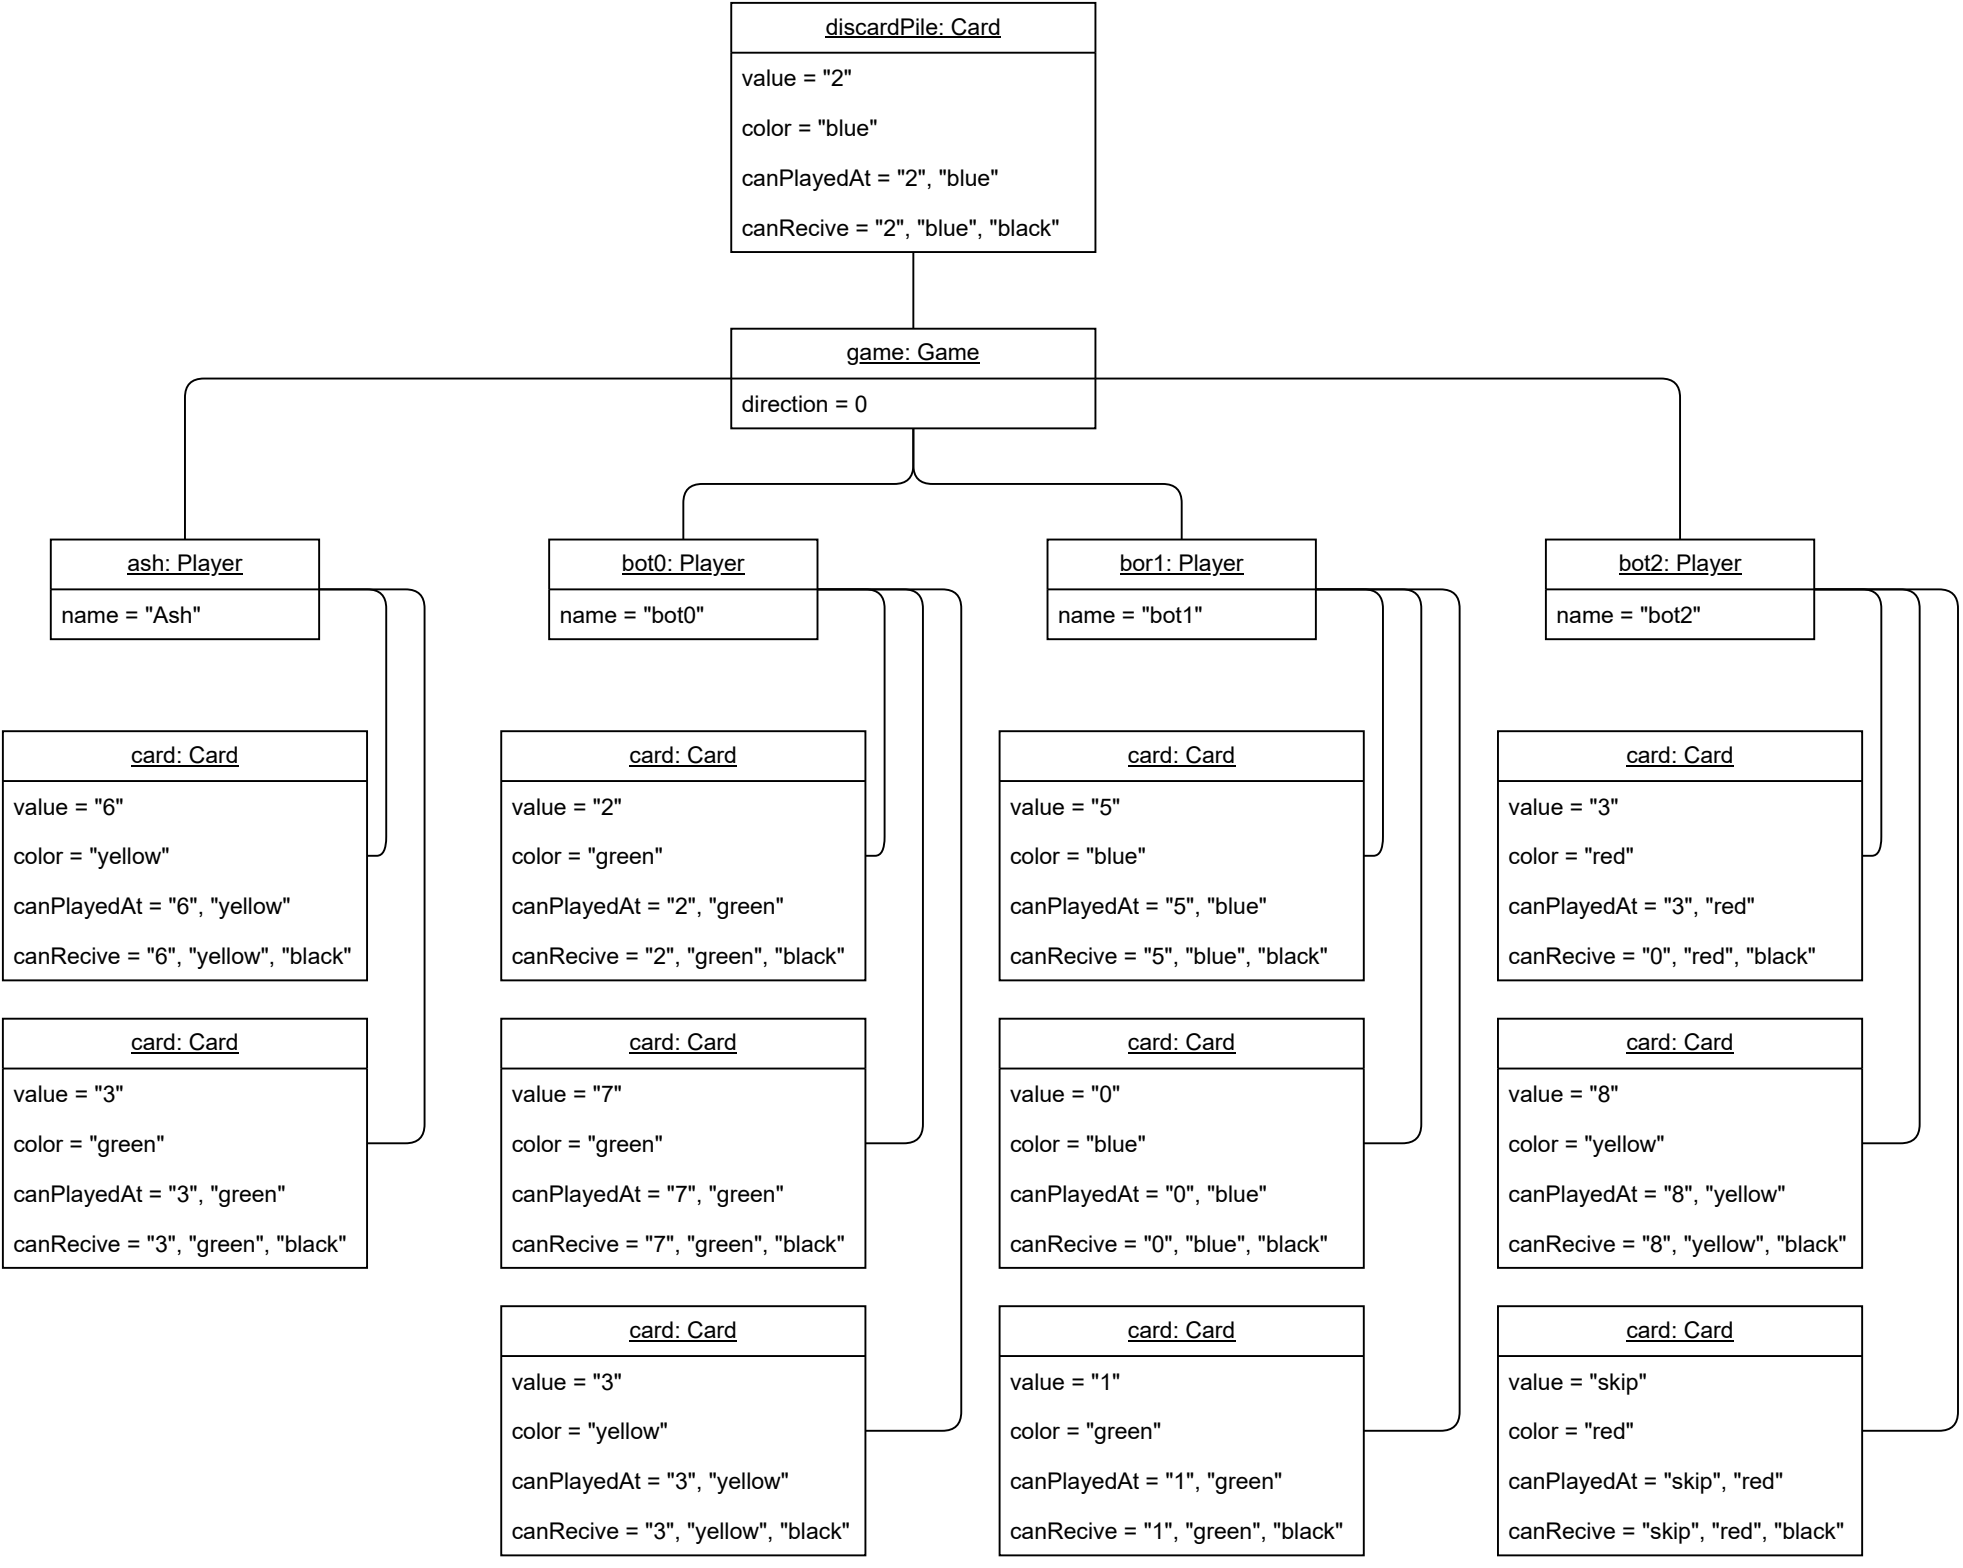 discardPile: Card
value = "2"
color = "blue"
canPlayedAt = "2", "blue"
canRecive = "2", "blue", "black"
game: Game
direction = 0
ash: Player
name = "Ash"
bot0: Player
name = "bot0"
bor1: Player
name = "bot1"
bot2: Player
name = "bot2"
card: Card
value = "6"
color = "yellow"
canPlayedAt = "6", "yellow"
canRecive = "6", "yellow", "black"
card: Card
value = "2"
color = "green"
canPlayedAt = "2", "green"
canRecive = "2", "green", "black"
card: Card
value = "5"
color = "blue"
canPlayedAt = "5", "blue"
canRecive = "5", "blue", "black"
card: Card
value = "3"
color = "red"
canPlayedAt = "3", "red"
canRecive = "0", "red", "black"
card: Card
value = "3"
color = "green"
canPlayedAt = "3", "green"
canRecive = "3", "green", "black"
card: Card
value = "7"
color = "green"
canPlayedAt = "7", "green"
canRecive = "7", "green", "black"
card: Card
value = "0"
color = "blue"
canPlayedAt = "0", "blue"
canRecive = "0", "blue", "black"
card: Card
value = "8"
color = "yellow"
canPlayedAt = "8", "yellow"
canRecive = "8", "yellow", "black"
card: Card
value = "3"
color = "yellow"
canPlayedAt = "3", "yellow"
canRecive = "3", "yellow", "black"
card: Card
value = "1"
color = "green"
canPlayedAt = "1", "green"
canRecive = "1", "green", "black"
card: Card
value = "skip"
color = "red"
canPlayedAt = "skip", "red"
canRecive = "skip", "red", "black"